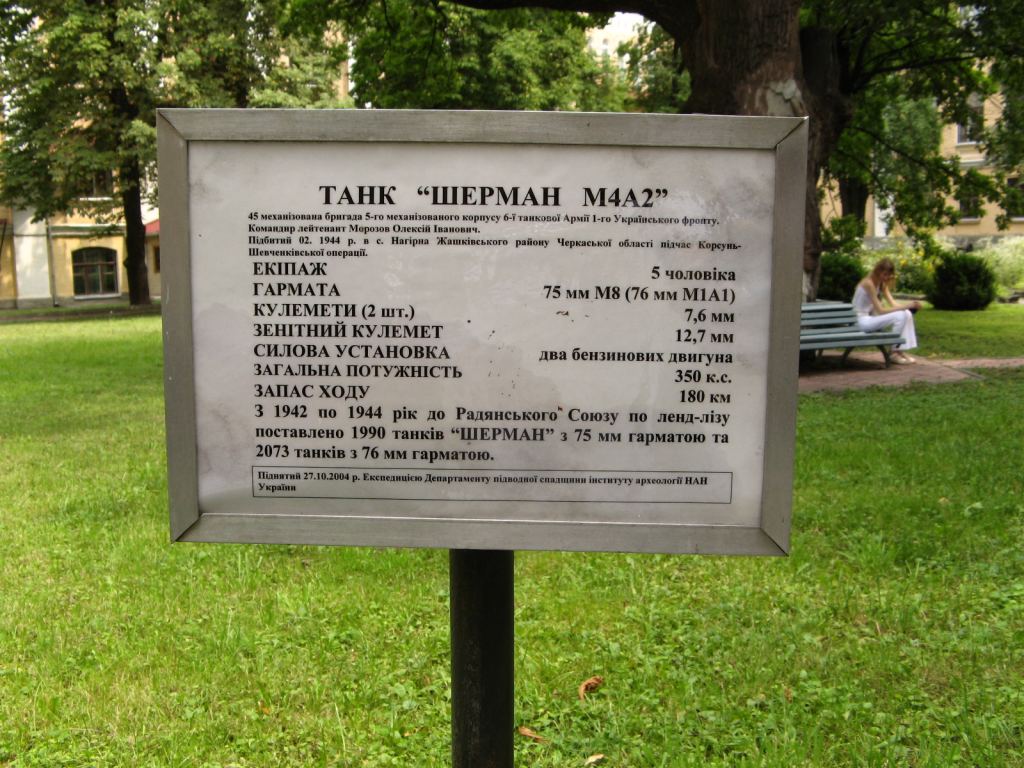 ТАНК “ШЕРМАН М4А2”
45 механізована бригада 5-го механізованого корпусу 6-ї танкової Армії 1-го Українського фронту.
Командир лейтенант Морозов Олексій Іванович.
Підбитий 02. 1944 р. в с. Нагірна Жашківського району Черкаської області підчас Корсунь-
Шевченківської операції.
ЕКІПАЖ 5 чоловіка
ГАРМАТА 75 мм М8 (76 мм М1А1)
КУЛЕМЕТИ (2 шт.) 7,6 мм
ЗЕНІТНИЙ КУЛЕМЕТ 12,7 мм
СИЛОВА УСТАНОВКА два бензинових двигуна
ЗАГАЛЬНА ПОТУЖНІСТЬ 350 к.с.
ЗАПАС ХОДУ 180 км
З 1942 по 1944 рік до Радянського Союзу по ленд-лізу
поставлено 1990 танків “ШЕРМАН” з 75 мм гарматою та
2073 танків з 76 мм гарматою.
Піднятий 27.10.2004 р. Експедицією Департаменту підводної спадщини інституту археології НАН
України